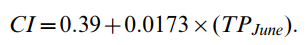 CI = 0.39 + 0.0173 × (TP_June).